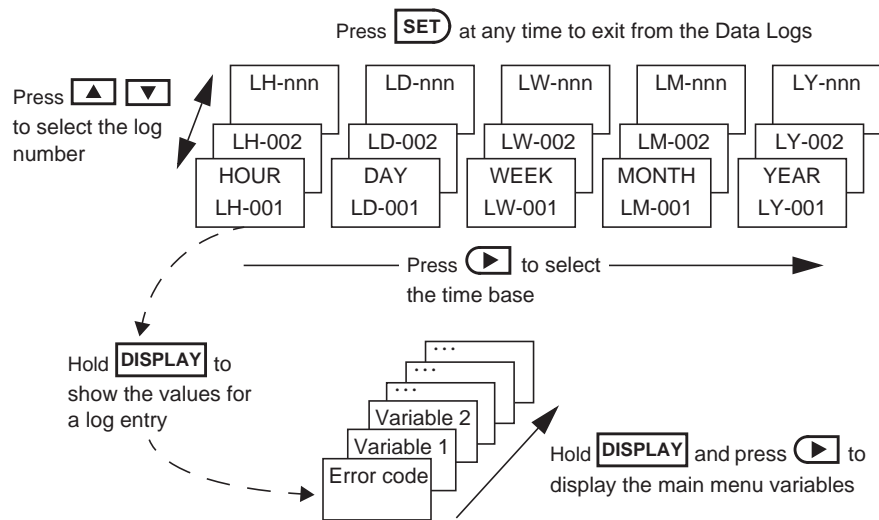 Press SET at any time to exit from the Data Logs
Press ▲ ▼
to select the log
number
LH-nnn LD-nnn LW-nnn LM-nnn LY-nnn
LH-002 LD-002 LW-002 LM-002 LY-002
HOUR DAY WEEK MONTH YEAR
LH-001 LD-001 LW-001 LM-001 LY-001
Press ▶ to select
the time base
Hold DISPLAY to
show the values for
a log entry
...
...
...
Variable 2
Variable 1
Error code
Hold DISPLAY and press ▶ to
display the main menu variables